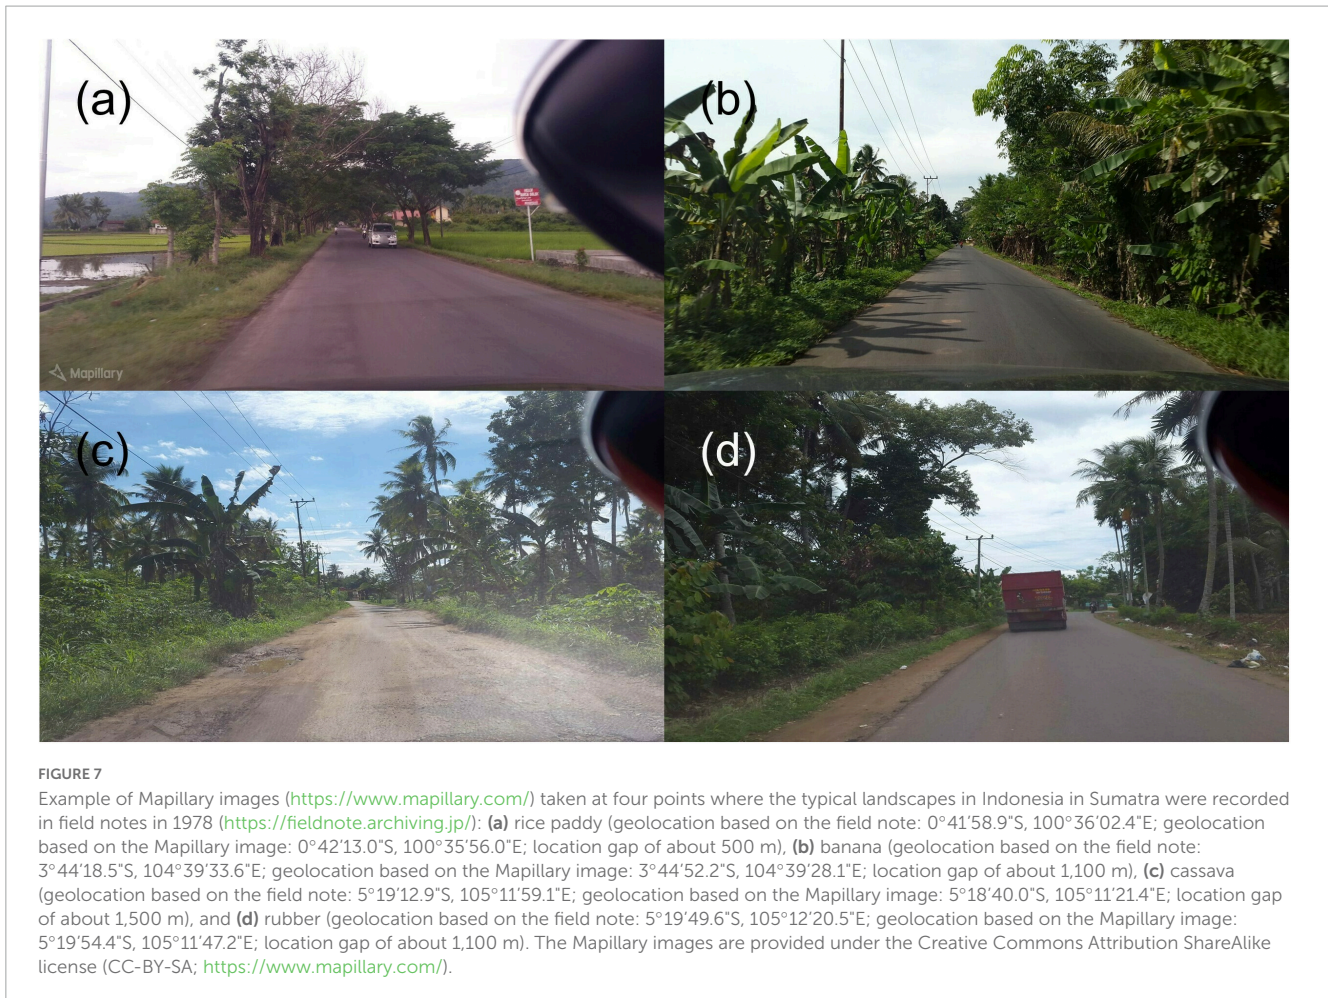 (a)
(b)
Mapillary
(c)
(d)
FIGURE 7
Example of Mapillary images (https://www.mapillary.com/) taken at four points where the typical landscapes in Indonesia in Sumatra were recorded
in field notes in 1978 (https://fieldnote.archiving.jp/): (a) rice paddy (geolocation based on the field note: 0°41′58.9"S, 100°36′02.4"E; geolocation
based on the Mapillary image: 0°42′13.0"S, 100°35′56.0"E; location gap of about 500 m), (b) banana (geolocation based on the field note:
3°44′18.5"S, 104°39′33.6"E; geolocation based on the Mapillary image: 3°44′52.2"S, 104°39′28.1"E; location gap of about 1,100 m), (c) cassava
(geolocation based on the field note: 5°19′12.9"S, 105°11′59.1"E; geolocation based on the Mapillary image: 5°18′40.0"S, 105°11′21.4"E; location gap
of about 1,500 m), and (d) rubber (geolocation based on the field note: 5°19′49.6"S, 105°12′20.5"E; geolocation based on the Mapillary image:
5°19′54.4"S, 105°11′47.2"E; location gap of about 1,100 m). The Mapillary images are provided under the Creative Commons Attribution ShareAlike
license (CC-BY-SA; https://www.mapillary.com/).